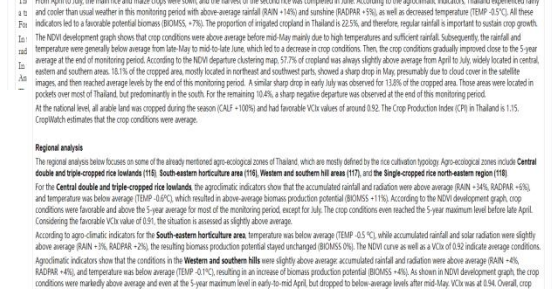 From April to July, the main rice and maize crops were sown, and the harvest of the second rice was completed in June. According to the agroclimatic indicators, Thailand experienced rainy
and cooler than usual weather in this monitoring period with above-average rainfall (RAIN +14%) and sunshine (RADPAR +5%), as well as decreased temperature (TEMP -0.5°C). All these
indicators led to a favorable potential biomass (BIOMSS, +7%). The proportion of irrigated cropland in Thailand is 22.5%, and therefore, regular rainfall is important to sustain crop growth.
The NDVI development graph shows that crop conditions were above average before mid-May mainly due to high temperatures and sufficient rainfall. Subsequently, the rainfall and
temperature were generally below average from late-May to mid-to-late June, which led to a decrease in crop conditions. Then, the crop conditions gradually improved close to the 5-year
average at the end of monitoring period. According to the NDVI departure clustering map, 57.7% of cropland was always slightly above average from April to July, widely located in central,
eastern and southern areas. 18.1% of the cropped area, mostly located in northeast and southwest parts, showed a sharp drop in May, presumably due to cloud cover in the satellite
images, and then reached average levels by the end of this monitoring period. A similar sharp drop in early July was observed for 13.8% of the cropped area. Those areas were located in
pockets over most of Thailand, but predominantly in the south. For the remaining 10.4%, a sharp negative departure was observed at the end of this monitoring period.
At the national level, all arable land was cropped during the season (CALF +100%) and had favorable VCIx values of around 0.92. The Crop Production Index (CPI) in Thailand is 1.15.
CropWatch estimates that the crop conditions were average.
Regional analysis
The regional analysis below focuses on some of the already mentioned agro-ecological zones of Thailand, which are mostly defined by the rice cultivation typology. Agro-ecological zones include Central
double and triple-cropped rice lowlands (115), South-eastern horticulture area (116), Western and southern hill areas (117), and the Single-cropped rice north-eastern region (118).
For the Central double and triple-cropped rice lowlands, the agroclimatic indicators show that the accumulated rainfall and radiation were above average (RAIN +34%, RADPAR +6%),
and temperature was below average (TEMP -0.6°C), which resulted in above-average biomass production potential (BIOMSS +11%). According to the NDVI development graph, crop
conditions were favorable and above the 5-year average for most of the monitoring period, except for July. The crop conditions even reached the 5-year maximum level before late April.
Considering the favorable VCIx value of 0.91, the situation is assessed as slightly above average.
According to agro-climatic indicators for the South-eastern horticulture area, temperature was below average (TEMP -0.5 °C), while accumulated rainfall and solar radiation were slightly
above average (RAIN +3%, RADPAR +2%), the resulting biomass production potential stayed unchanged (BIOMSS 0%). The NDVI curve as well as a VCIx of 0.92 indicate average conditions.
Agroclimatic indicators show that the conditions in the Western and southern hills were slightly above average: accumulated rainfall and radiation were above average (RAIN +4%,
RADPAR +4%), and temperature was below average (TEMP -0.1°C), resulting in an increase of biomass production potential (BIOMSS +4%). As shown in NDVI development graph, the crop
conditions were markedly above average and even at the 5-year maximum level in early-to-mid April, but dropped to below-average levels after mid-May. VCIx was at 0.94. Overall, crop